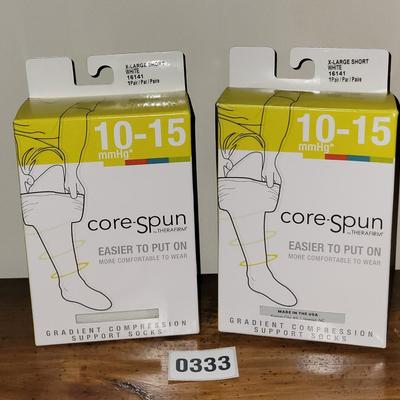 X-LARGE SHORT
WHITE
16141
1Pair / Par / Paire
10-15
mmHg*
core-spun
by THERAFIRM®
EASIER TO PUT ON
MORE COMFORTABLE TO WEAR
GRADIENT COMPRESSION
SUPPORT SOCKS
X-LARGE SHORT
WHITE
16141
1Pair / Par / Paire
10-15
mmHg*
core-spun
by THERAFIRM®
EASIER TO PUT ON
MORE COMFORTABLE TO WEAR
MADE IN THE USA
GRADIENT COMPRESSION
SUPPORT SOCKS
0333